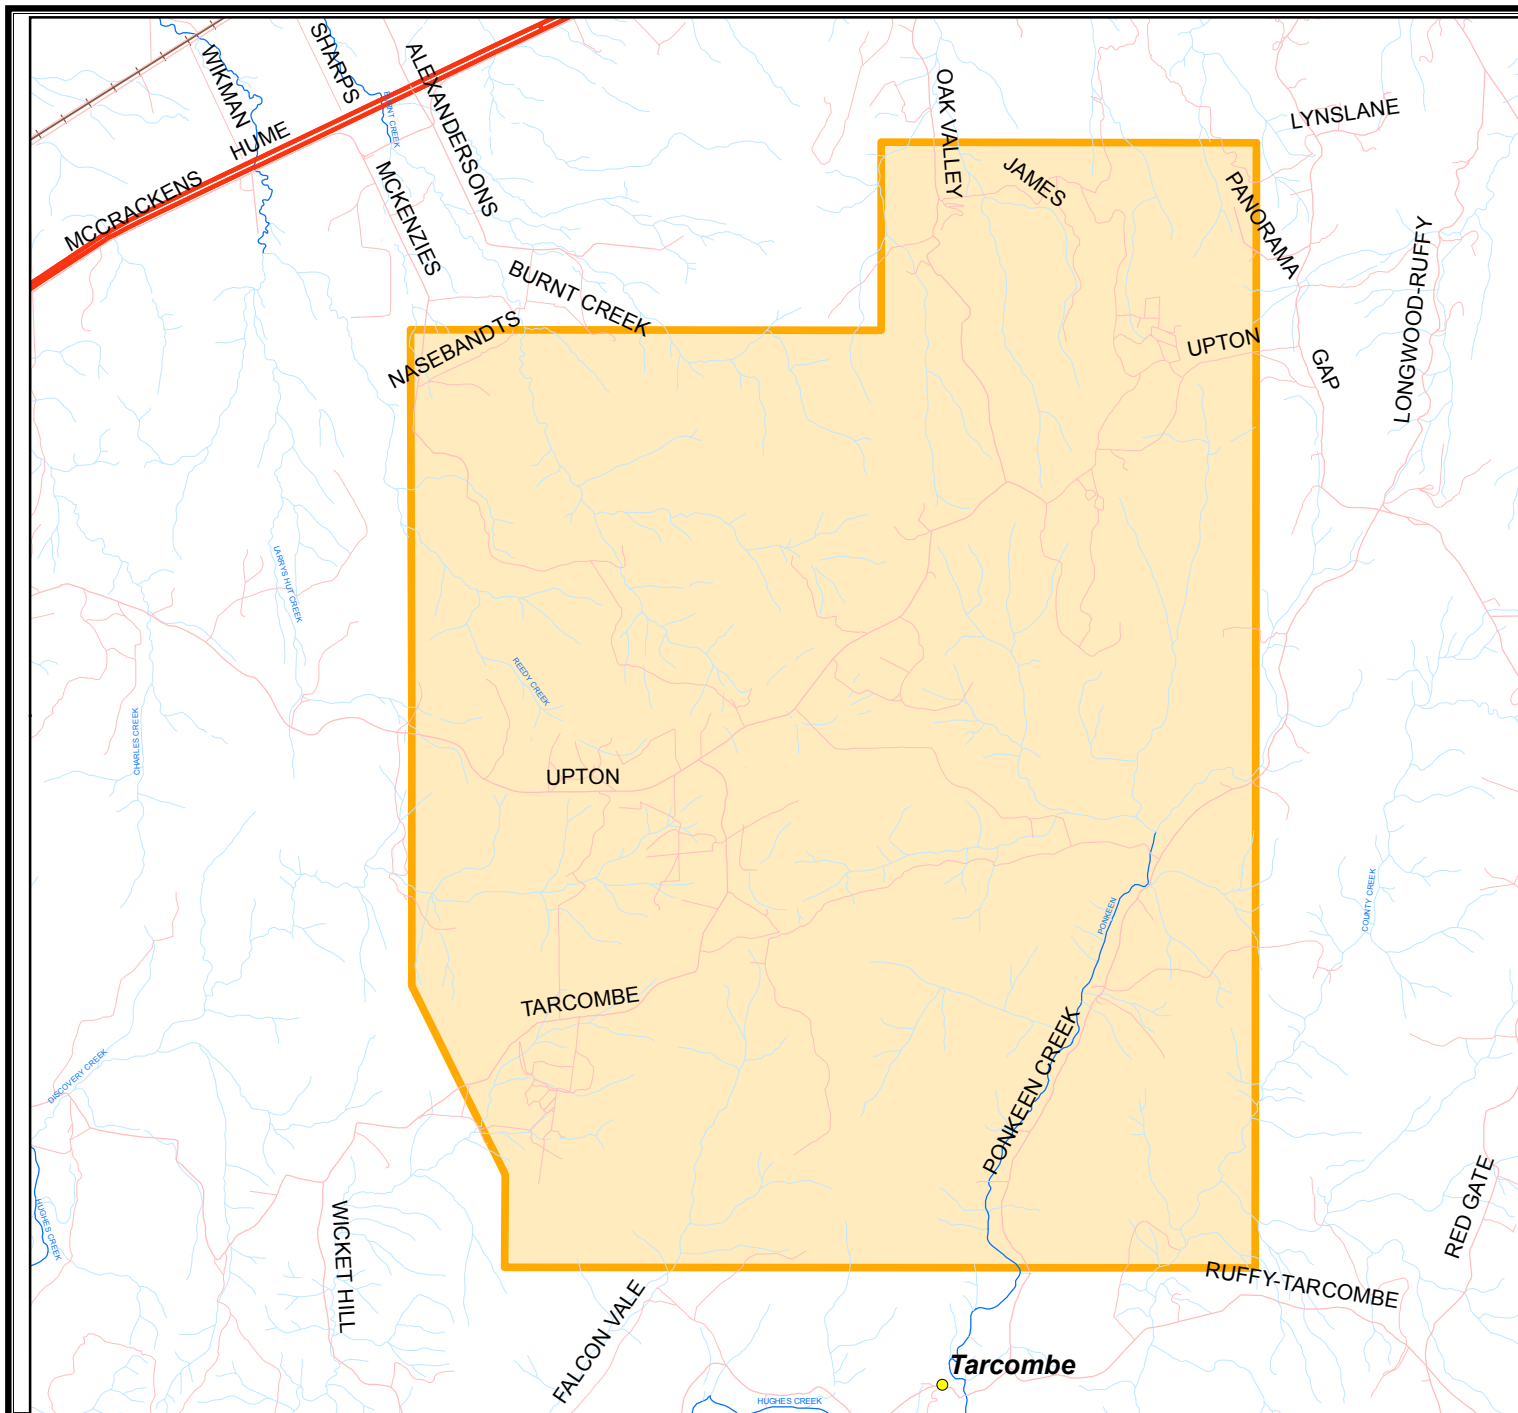 SHARPS
WIKMAN
ALEXANDERSONS
HUME
BURNT CREEK
OAK VALLEY
LYNSLANE
MCCRACKENS
MCKENZIES
JAMES
PANORAMA
BURNT CREEK
LONGWOOD-RUFFY
NASEBANDTS
UPTON
GAP
LARRYS HUT CREEK
REEDY CREEK
CHARLES CREEK
UPTON
COUNTY CREEK
PONKEEN
TARCOMBE
DISCOVERY CREEK
PONKEEN CREEK
HUGHES CREEK
WICKET HILL
RED GATE
RUFFY-TARCOMBE
FALCON VALE
Tarcombe
HUGHES CREEK